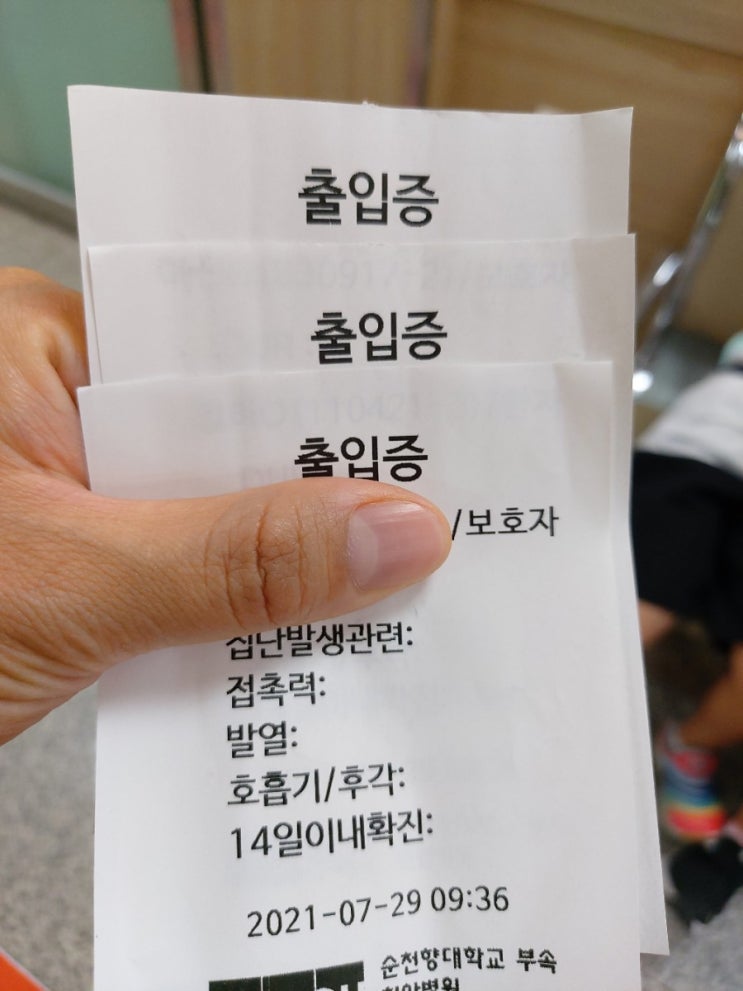 출입증
출입증
출입증
/보호자
집단발생관련:
접촉력:
발열:
호흡기/후각:
14일이내확진:
2021-07-29 09:36
순천향대학교 부속